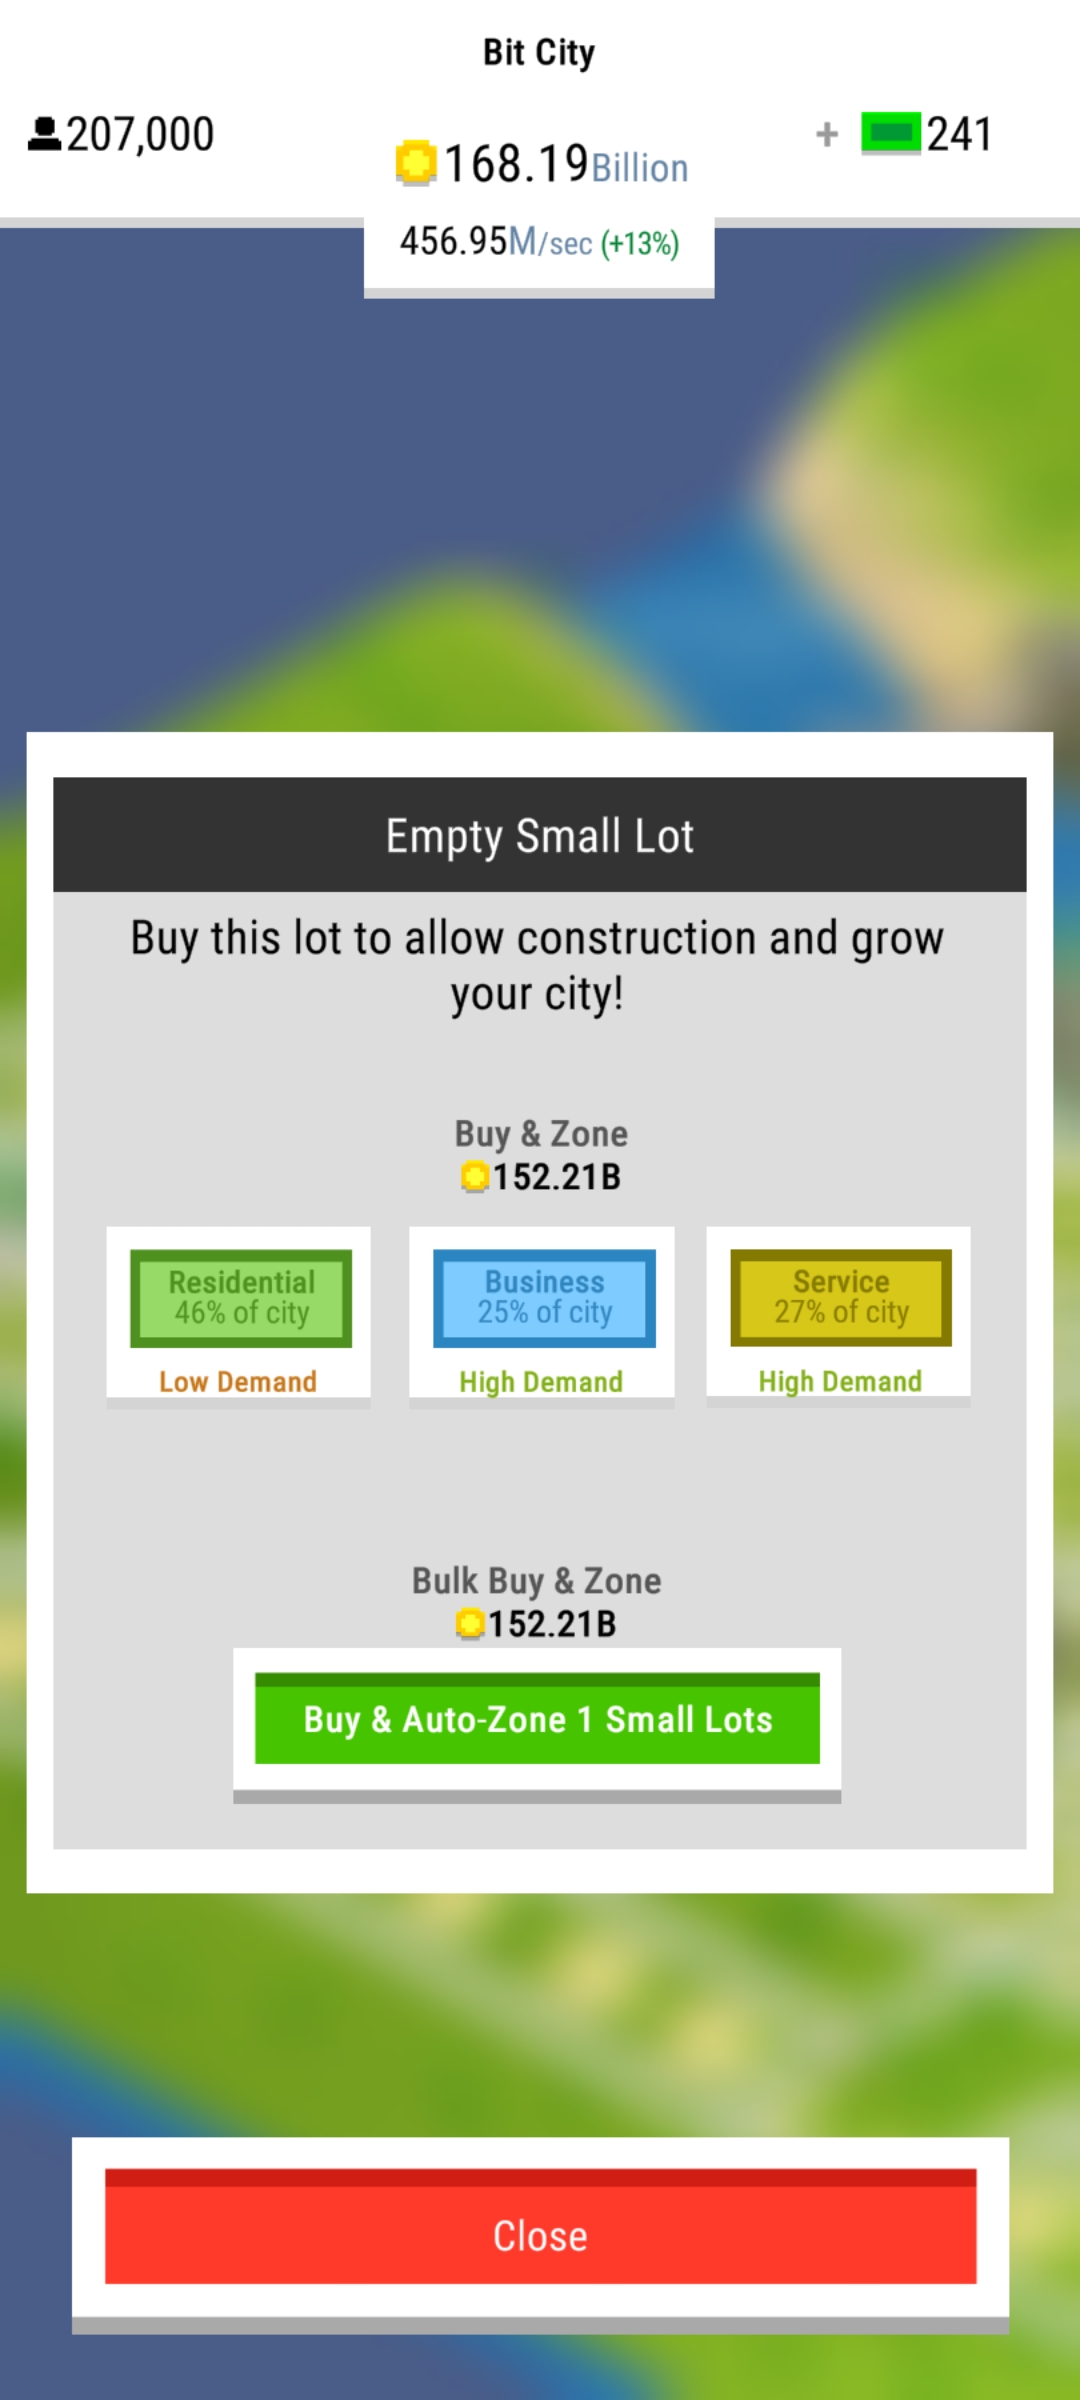 Bit City
207,000
168.19Billion
+ 241
456.95M/sec (+13%)
Empty Small Lot
Buy this lot to allow construction and grow
your city!
Buy & Zone
152.21B
Residential
46% of city
Low Demand
Business
25% of city
High Demand
Service
27% of city
High Demand
Bulk Buy & Zone
152.21B
Buy & Auto-Zone 1 Small Lots
Close